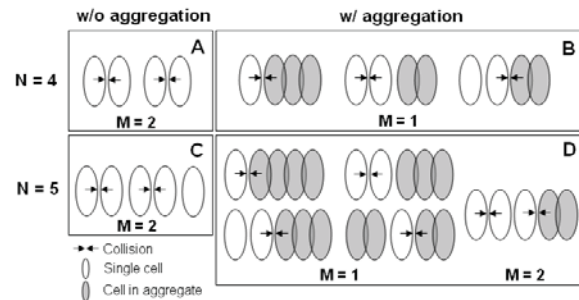 w/o aggregation
w/ aggregation
N = 4
A
M = 2
B
M = 1
N = 5
C
M = 2
D
M = 1
M = 2
Collision
Single cell
Cell in aggregate